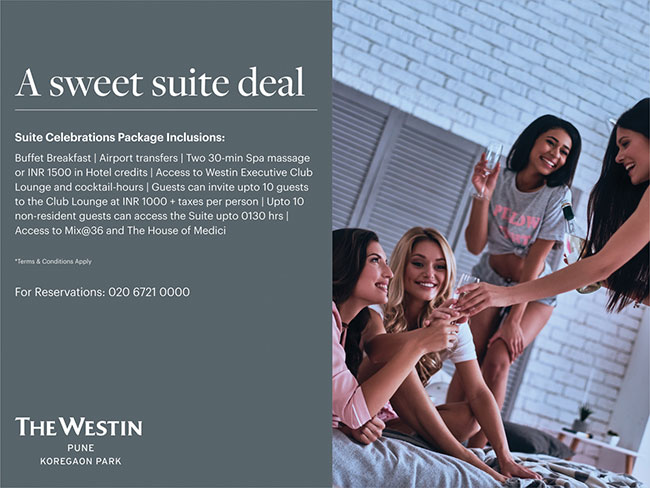 A sweet suite deal
Suite Celebrations Package Inclusions:
Buffet Breakfast | Airport transfers | Two 30-min Spa massage
or INR 1500 in Hotel credits | Access to Westin Executive Club
Lounge and cocktail-hours | Guests can invite upto 10 guests
to the Club Lounge at INR 1000 + taxes per person | Upto 10
non-resident guests can access the Suite upto 0130 hrs |
Access to Mix@36 and The House of Medici
*Terms & Conditions Apply
For Reservations: 020 6721 0000
THE WESTIN
PUNE
KOREGAON PARK